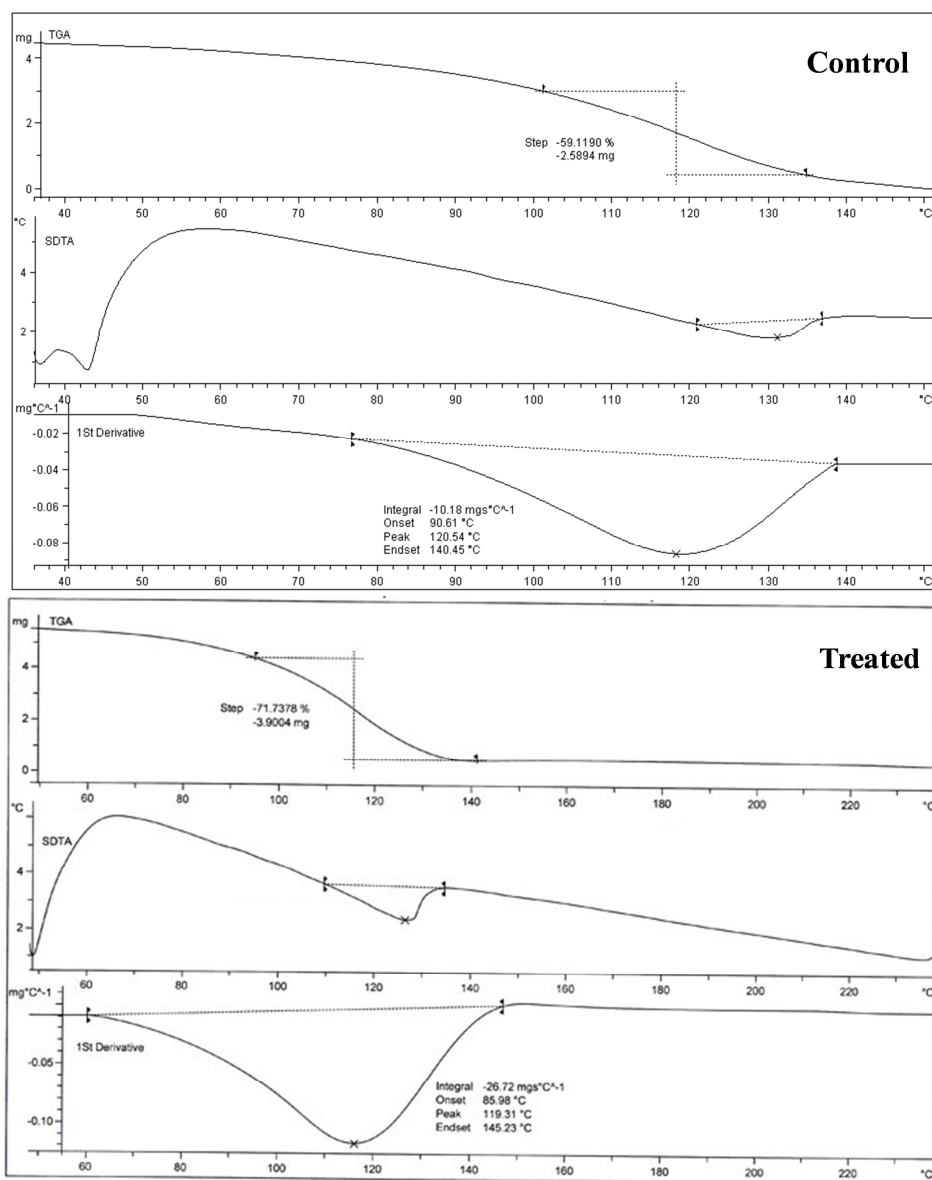 Control
mg
TGA
4
2
0
Step -59.1190 %
-2.5894 mg
40 50 60 70 80 90 100 110 120 130 140 °C
°C
SDTA
4
2
40 50 60 70 80 90 100 110 120 130 140 °C
mg°C^-1
1St Derivative
-0.02
-0.04
-0.06
-0.08
Integral -10.18 mgs°C^-1
Onset 90.61 °C
Peak 120.54 °C
Endset 140.45 °C
40 50 60 70 80 90 100 110 120 130 140 °C
Treated
mg
TGA
4
2
0
Step -71.7378 %
-3.9004 mg
60 80 100 120 140 160 180 200 220 °C
°C
SDTA
4
2
60 80 100 120 140 160 180 200 220
mg°C^-1
1St Derivative
-0.05
-0.10
Integral -26.72 mgs°C^-1
Onset 85.98 °C
Peak 119.31 °C
Endset 145.23 °C
60 80 100 120 140 160 180 200 220